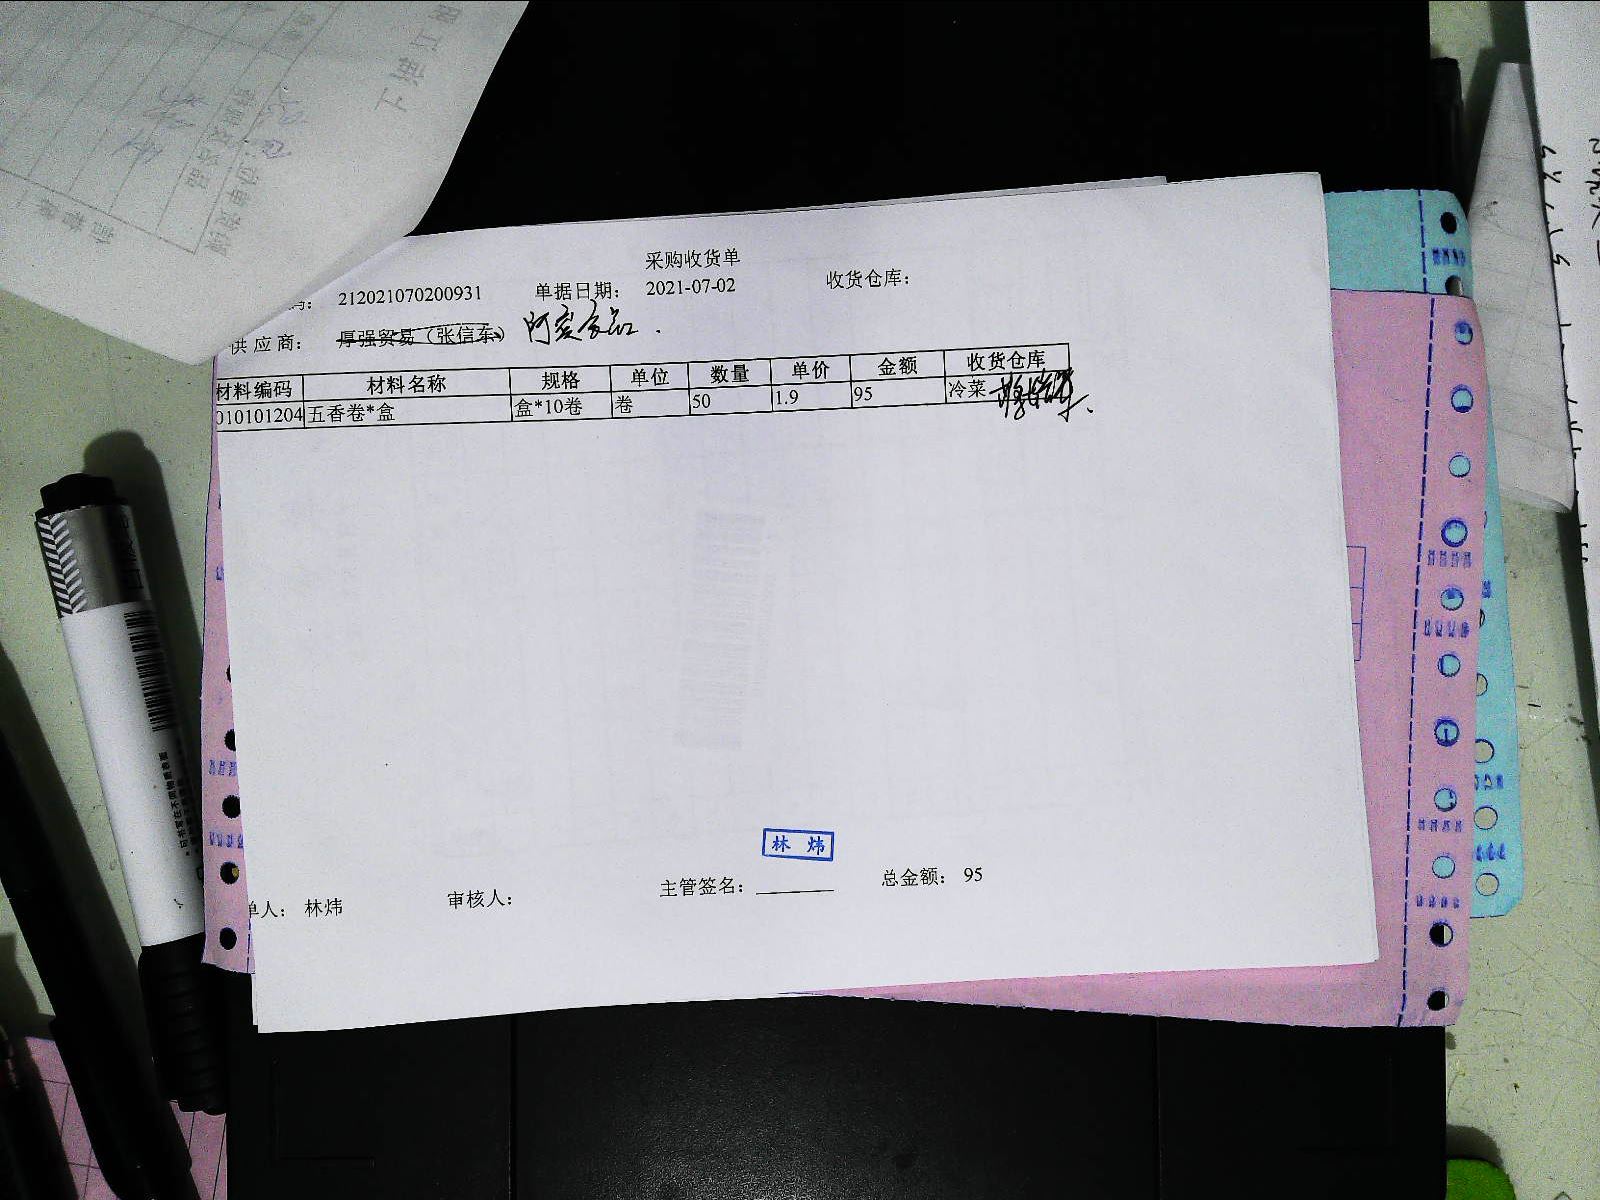 采购收货单
码： 212021070200931 单据日期： 2021-07-02 收货仓库：
供应商： 厚强贸易（张信东）
材料编码 材料名称 规格 单位 数量 单价 金额 收货仓库
010101204 五香卷*盒 盒*10卷 卷 50 1.9 95 冷菜
林炜
单人： 林炜 审核人： 主管签名： 总金额： 95